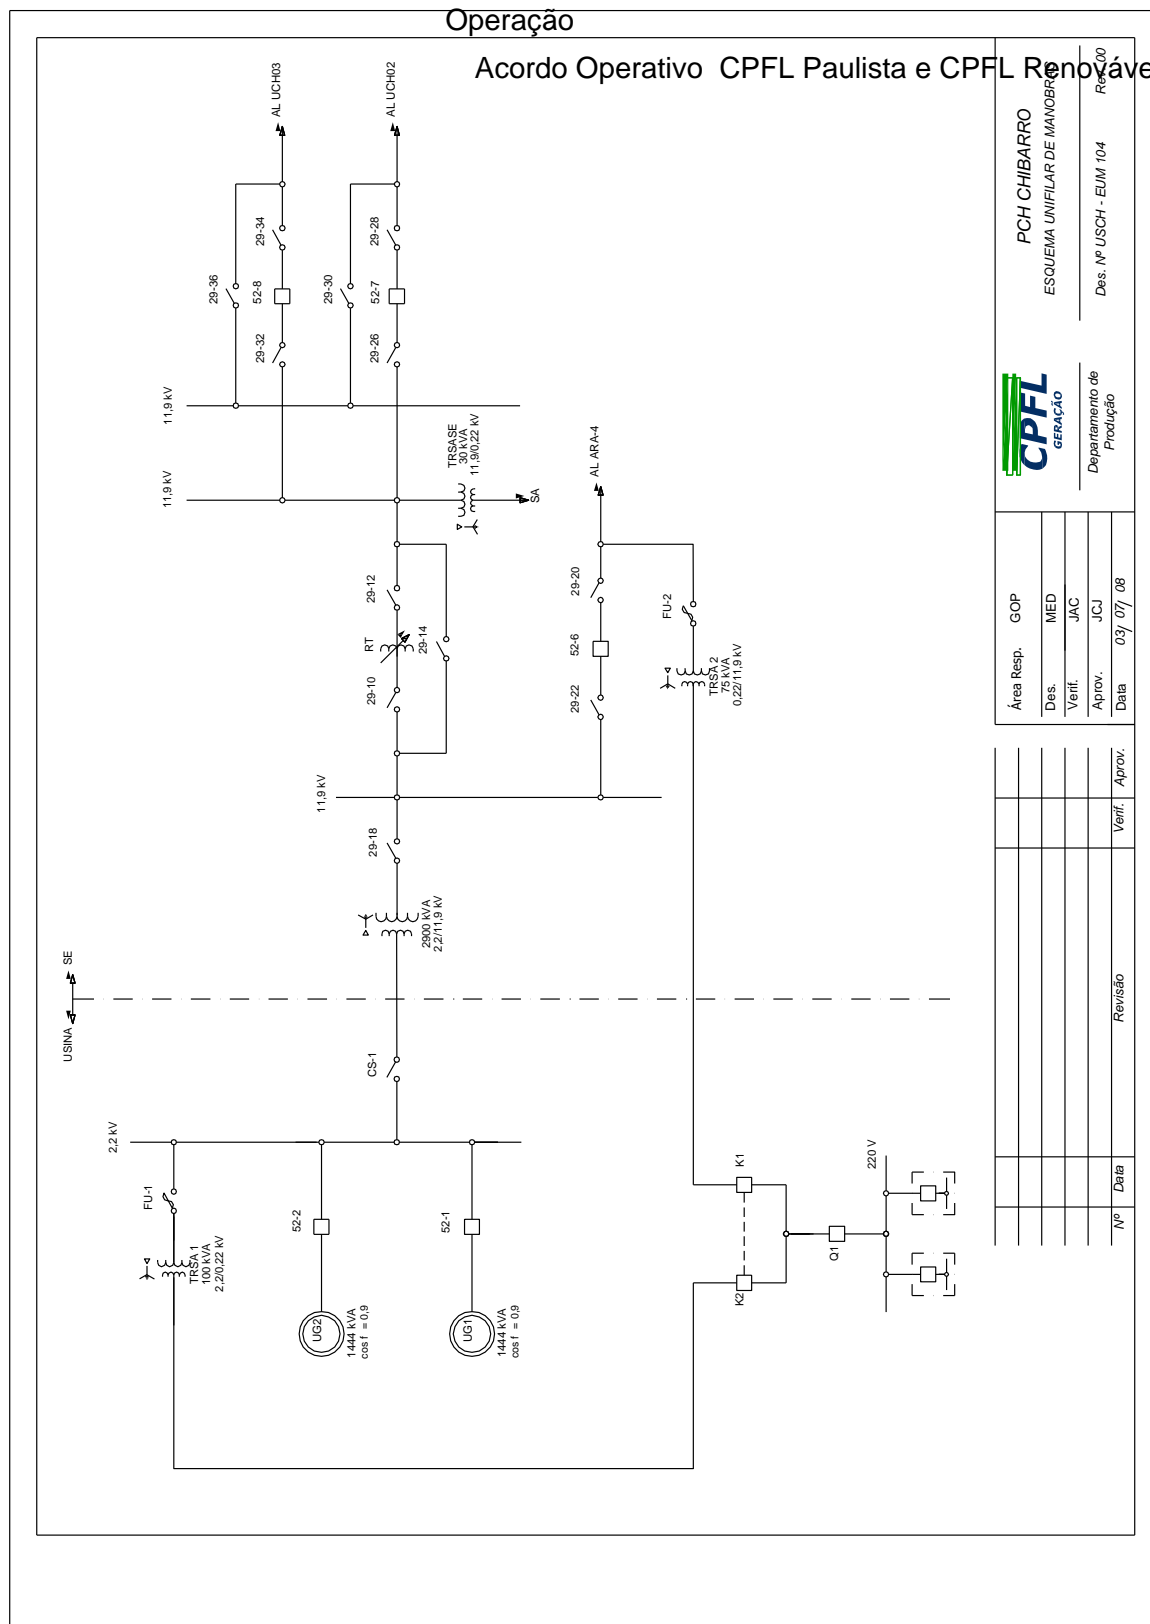 Operação
Acordo Operativo CPFL Paulista e CPFL Renováve
AL UCH03
AL UCH02
29-36
29-34
52-8
29-32
29-30
29-28
52-7
29-26
11,9 kV
11,9 kV
TRSASE
30 kVA
11,9/0,22 kV
SA
AL ARA-4
29-12
RT
29-14
29-10
29-20
52-6
29-22
FU-2
TRSA 2
75 kVA
0,22/11,9 kV
11,9 kV
29-18
2900 kVA
2,2/11,9 kV
USINA
SE
CS-1
2,2 kV
FU-1
TRSA 1
100 kVA
2,2/0,22 kV
52-2
UG2
1444 kVA
cos f = 0,9
52-1
UG1
1444 kVA
cos f = 0,9
K1
K2
Q1
220 V
PCH CHIBARRO
ESQUEMA UNIFILAR DE MANOBRAS
Des. Nº USCH - EUM 104
Rev. 00
CPFL
GERAÇÃO
Departamento de
Produção
Área Resp. GOP
Des. MED
Verif. JAC
Aprov. JCJ
Data 03/ 07/ 08
Nº Data Revisão Verif. Aprov.